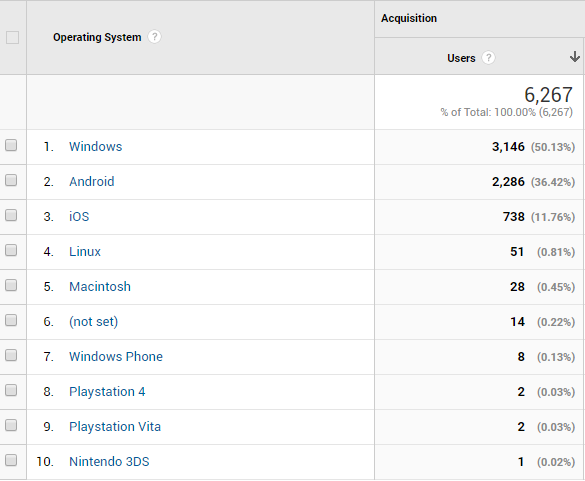 Acquisition
Operating System ?
Users ?
6,267
% of Total: 100.00% (6,267)
1. Windows 3,146 (50.13%)
2. Android 2,286 (36.42%)
3. iOS 738 (11.76%)
4. Linux 51 (0.81%)
5. Macintosh 28 (0.45%)
6. (not set) 14 (0.22%)
7. Windows Phone 8 (0.13%)
8. Playstation 4 2 (0.03%)
9. Playstation Vita 2 (0.03%)
10. Nintendo 3DS 1 (0.02%)